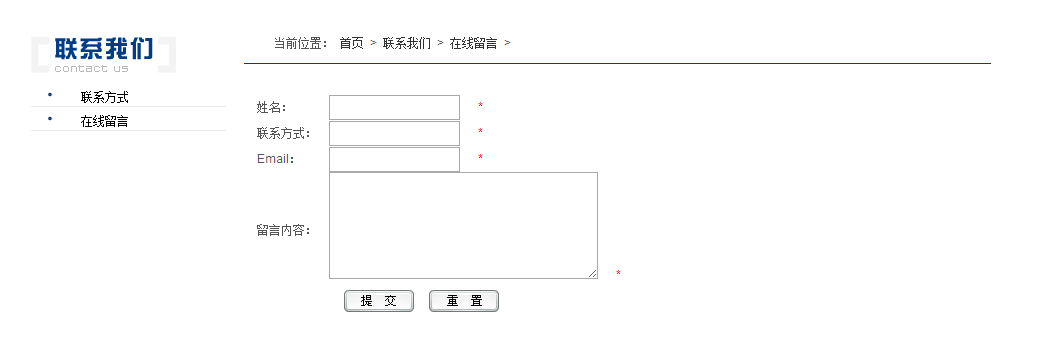 联系我们
contact us
• 联系方式
• 在线留言
当前位置： 首页 > 联系我们 > 在线留言 >
姓名： *
联系方式： *
Email： *
留言内容： *
提 交 重 置